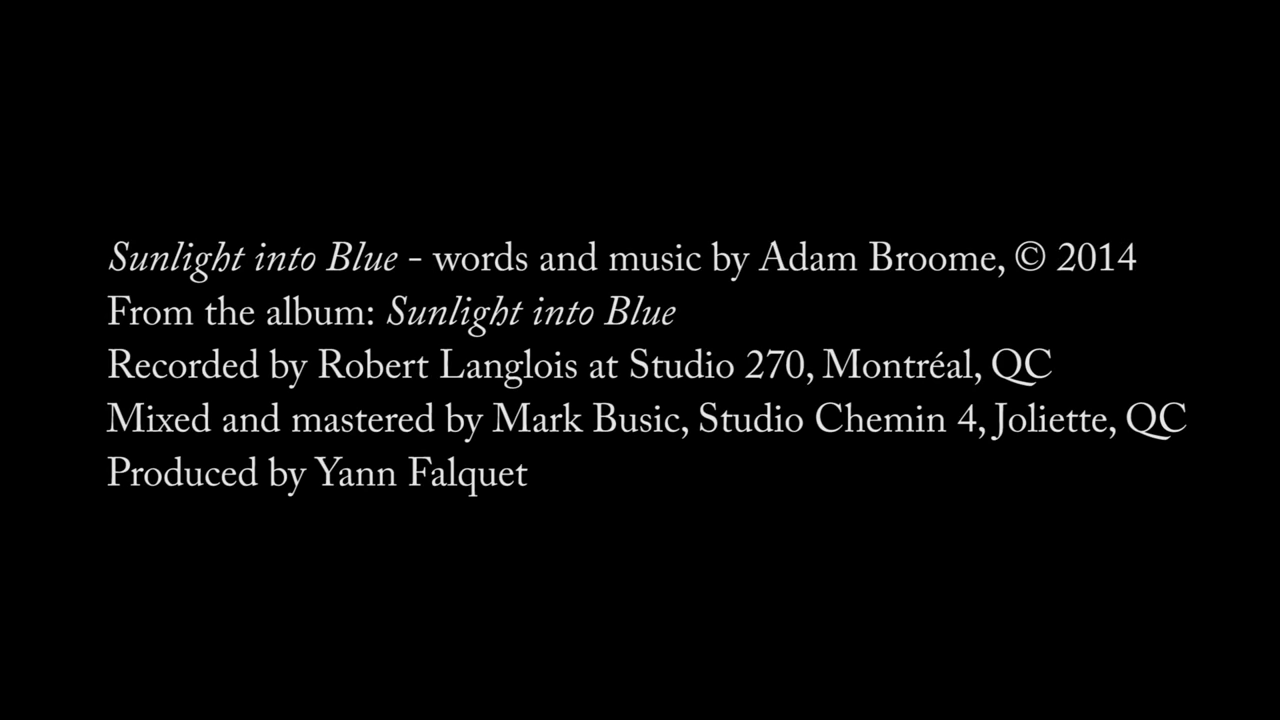 Sunlight into Blue - words and music by Adam Broome, © 2014
From the album: Sunlight into Blue
Recorded by Robert Langlois at Studio 270, Montréal, QC
Mixed and mastered by Mark Busic, Studio Chemin 4, Joliette, QC
Produced by Yann Falquet